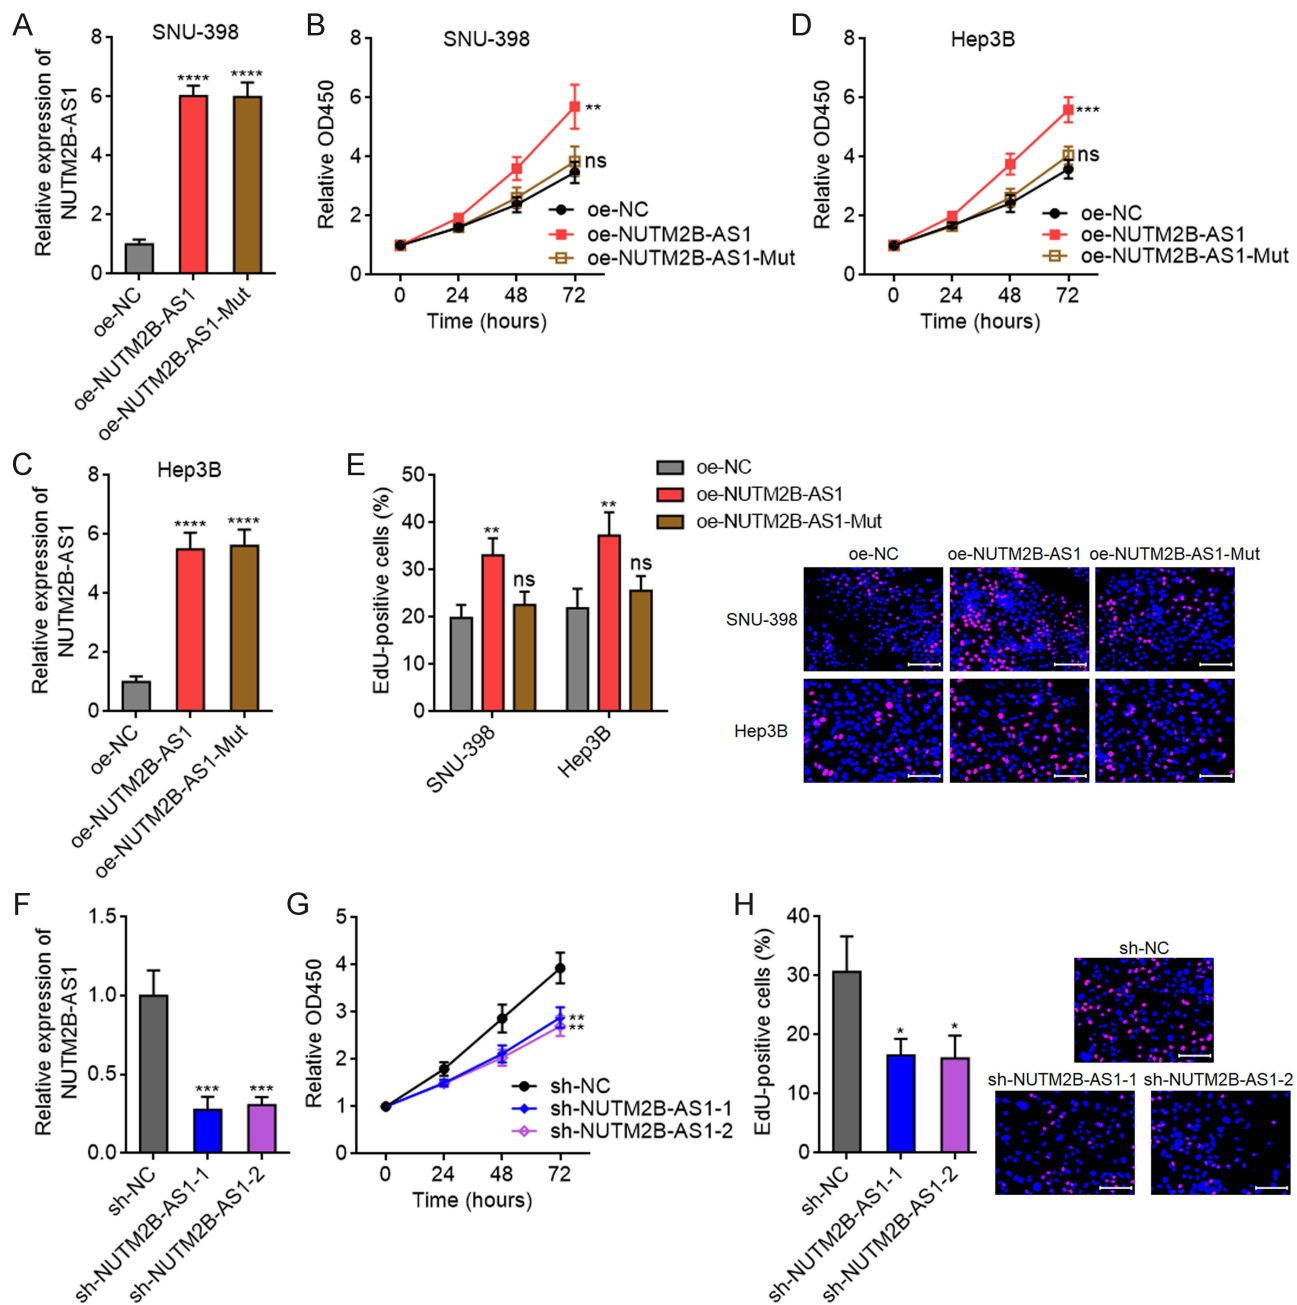 A
SNU-398
Relative expression of
NUTM2B-AS1
8
6
4
2
0
****
****
oe-NC
oe-NUTM2B-AS1
oe-NUTM2B-AS1-Mut
B
SNU-398
Relative OD450
8
6
4
2
0
**
ns
oe-NC
oe-NUTM2B-AS1
oe-NUTM2B-AS1-Mut
0 24 48 72
Time (hours)
D
Hep3B
Relative OD450
8
6
4
2
0
***
ns
oe-NC
oe-NUTM2B-AS1
oe-NUTM2B-AS1-Mut
0 24 48 72
Time (hours)
C
Hep3B
Relative expression of
NUTM2B-AS1
8
6
4
2
0
****
****
oe-NC
oe-NUTM2B-AS1
oe-NUTM2B-AS1-Mut
E
EdU-positive cells (%)
50
40
30
20
10
0
**
ns
**
ns
SNU-398
Hep3B
oe-NC
oe-NUTM2B-AS1
oe-NUTM2B-AS1-Mut
oe-NC oe-NUTM2B-AS1 oe-NUTM2B-AS1-Mut
SNU-398
Hep3B
F
Relative expression of
NUTM2B-AS1
1.5
1.0
0.5
0.0
***
***
sh-NC
sh-NUTM2B-AS1-1
sh-NUTM2B-AS1-2
G
Relative OD450
5
4
3
2
1
0
**
**
sh-NC
sh-NUTM2B-AS1-1
sh-NUTM2B-AS1-2
0 24 48 72
Time (hours)
H
EdU-positive cells (%)
40
30
20
10
0
*
*
sh-NC
sh-NUTM2B-AS1-1
sh-NUTM2B-AS1-2
sh-NC
sh-NUTM2B-AS1-1 sh-NUTM2B-AS1-2